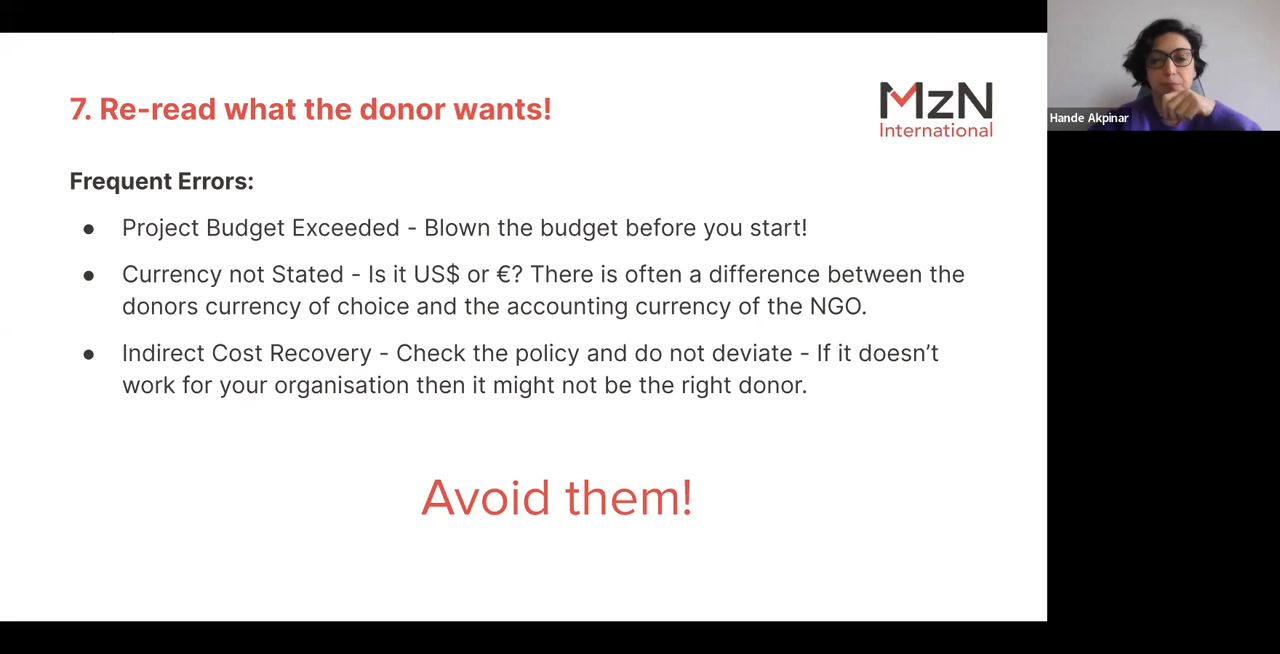 7. Re-read what the donor wants!
MzN
International
Hande Akpinar
Frequent Errors:
● Project Budget Exceeded - Blown the budget before you start!
● Currency not Stated - Is it US$ or €? There is often a difference between the
donors currency of choice and the accounting currency of the NGO.
● Indirect Cost Recovery - Check the policy and do not deviate - If it doesn’t
work for your organisation then it might not be the right donor.
Avoid them!